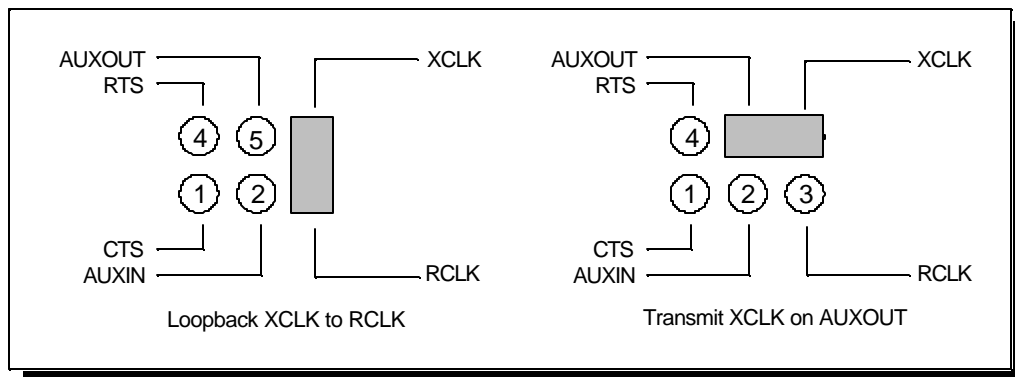 AUXOUT XCLK AUXOUT XCLK
RTS RTS
4 5 4
1 2 1 2 3
CTS CTS
AUXIN RCLK AUXIN RCLK
Loopback XCLK to RCLK Transmit XCLK on AUXOUT